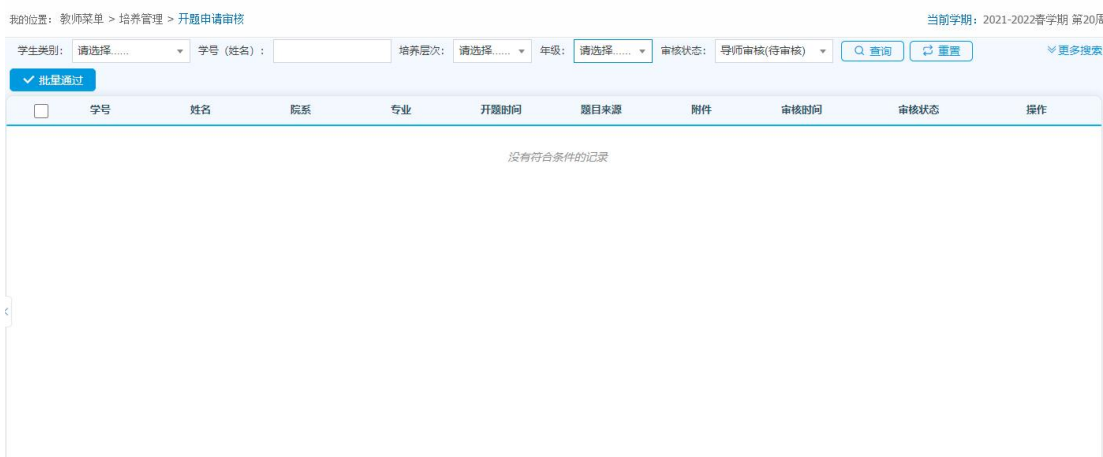 我的位置：教师菜单 > 培养管理 > 开题申请审核 当前学期：2021-2022春学期 第20周
学生类别： 请选择...... 学号（姓名）： 培养层次： 请选择...... 年级： 请选择...... 审核状态： 导师审核(待审核) 查询 重置 更多搜索
批量通过
学号 姓名 院系 专业 开题时间 题目来源 附件 审核时间 审核状态 操作
没有符合条件的记录